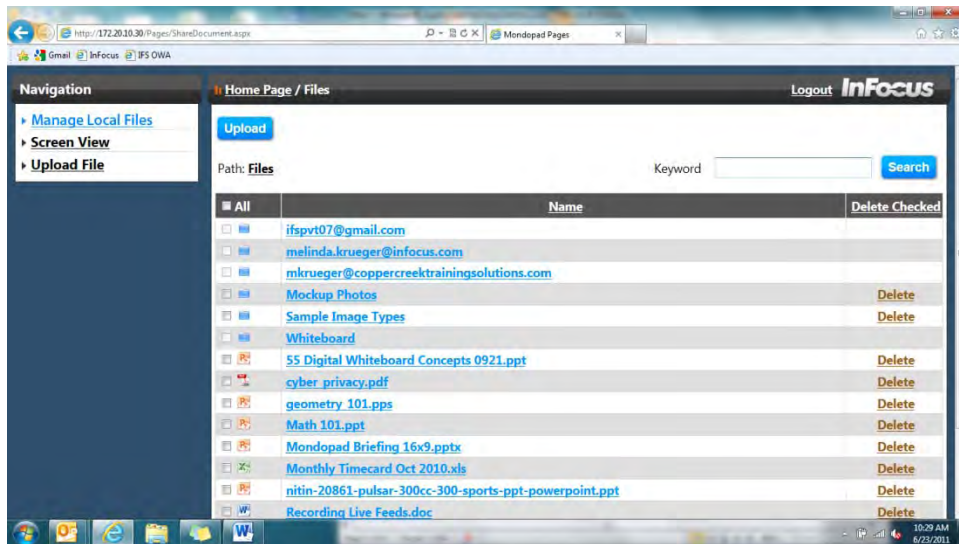 http://172.20.10.30/Pages/ShareDocument.aspx
Mondopad Pages
Gmail InFocus IFS OWA
Navigation
Home Page / Files
Logout InFocus
Manage Local Files
Screen View
Upload File
Upload
Path: Files
Keyword
Search
All Name Delete Checked
ifspvt07@gmail.com
melinda.krueger@infocus.com
mkrueger@coppercreektrainingsolutions.com
Mockup Photos Delete
Sample Image Types Delete
Whiteboard
55 Digital Whiteboard Concepts 0921.ppt Delete
cyber privacy.pdf Delete
geometry 101.pps Delete
Math 101.ppt Delete
Mondopad Briefing 16x9.pptx Delete
Monthly Timecard Oct 2010.xls Delete
nitin-20861-pulsar-300cc-300-sports-ppt-powerpoint.ppt Delete
Recording Live Feeds.doc Delete
10:29 AM
6/23/2011